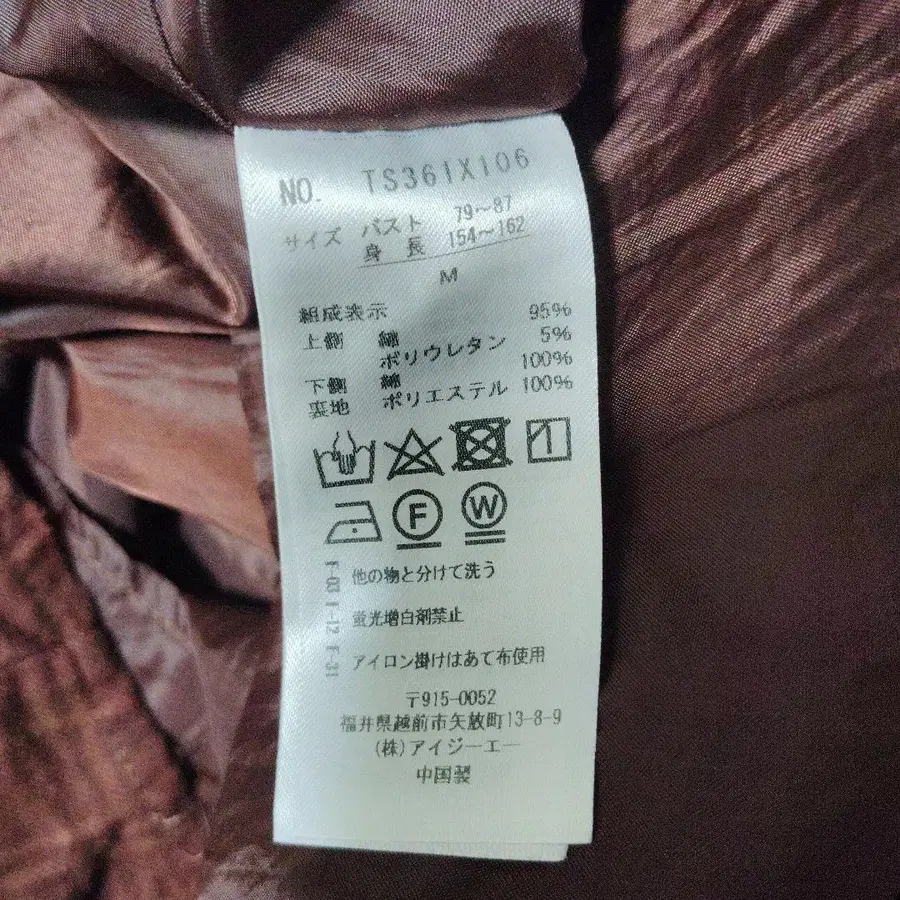 NO. TS361X106
サイズ バスト 79～87
身長 154～162
M
組成表示
上側 綿 95%
ポリウレタン 5%
下側 綿 100%
裏地 ポリエステル 100%
F
W
他の物と分けて洗う
蛍光増白剤禁止
アイロン掛けはあて布使用
〒915-0052
福井県越前市矢放町13-8-9
(株)アイジーエー
中国製